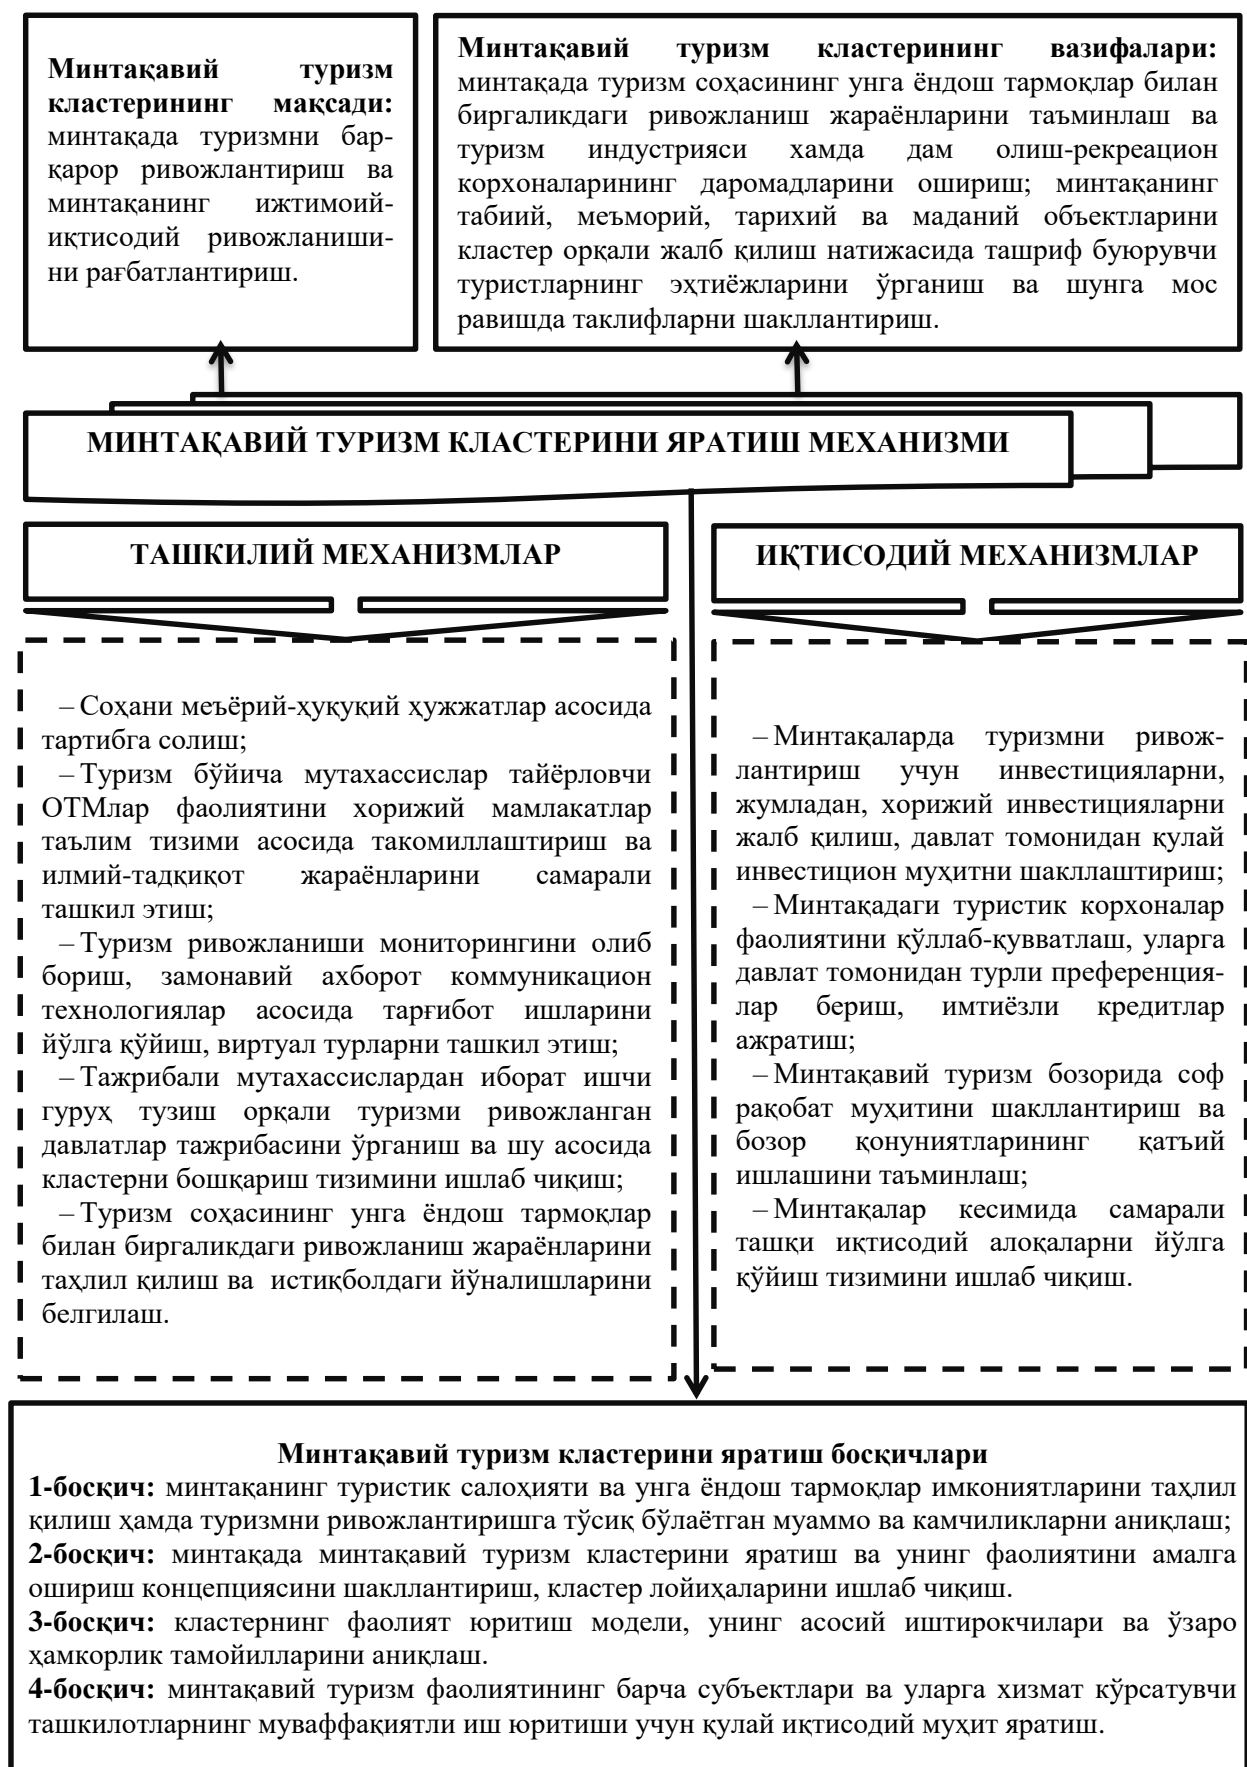 Минтақавий туризм
кластерининг мақсади:
минтақада туризмни бар-
қарор ривожлантириш ва
минтақанинг ижтимоий-
иқтисодий ривожланиши-
ни рағбатлантириш.
Минтақавий туризм кластерининг вазифалари:
минтақада туризм соҳасининг унга ёндош тармоқлар билан
биргаликдаги ривожланиш жараёнларини таъминлаш ва
туризм индустрияси хамда дам олиш-рекреацион
корхоналарининг даромадларини ошириш; минтақанинг
табиий, меъморий, тарихий ва маданий объектларини
кластер орқали жалб қилиш натижасида ташриф буюрувчи
туристларнинг эҳтиёжларини ўрганиш ва шунга мос
равишда таклифларни шакллантириш.
МИНТАҚАВИЙ ТУРИЗМ КЛАСТЕРИНИ ЯРАТИШ МЕХАНИЗМИ
ТАШКИЛИЙ МЕХАНИЗМЛАР
– Соҳани меъёрий-ҳуқуқий ҳужжатлар асосида
тартибга солиш;
– Туризм бўйича мутахассислар тайёрловчи
ОТМлар фаолиятини хорижий мамлакатлар
таълим тизими асосида такомиллаштириш ва
илмий-тадқиқот жараёнларини самарали
ташкил этиш;
– Туризм ривожланиши мониторингини олиб
бориш, замонавий ахборот коммуникацион
технологиялар асосида тарғибот ишларини
йўлга қўйиш, виртуал турларни ташкил этиш;
– Тажрибали мутахассислардан иборат ишчи
гуруҳ тузиш орқали туризми ривожланган
давлатлар тажрибасини ўрганиш ва шу асосида
кластерни бошқариш тизимини ишлаб чиқиш;
– Туризм соҳасининг унга ёндош тармоқлар
билан биргаликдаги ривожланиш жараёнларини
таҳлил қилиш ва истиқболдаги йўналишларини
белгилаш.
ИҚТИСОДИЙ МЕХАНИЗМЛАР
– Минтақаларда туризмни ривож-
лантириш учун инвестицияларни,
жумладан, хорижий инвестицияларни
жалб қилиш, давлат томонидан қулай
инвестицион муҳитни шакллаштириш;
– Минтақадаги туристик корхоналар
фаолиятини қўллаб-қувватлаш, уларга
давлат томонидан турли преференция-
лар бериш, имтиёзли кредитлар
ажратиш;
– Минтақавий туризм бозорида соф
рақобат муҳитини шакллантириш ва
бозор қонуниятларининг қатъий
ишлашини таъминлаш;
– Минтақалар кесимида самарали
ташқи иқтисодий алоқаларни йўлга
қўйиш тизимини ишлаб чиқиш.
Минтақавий туризм кластерини яратиш босқичлари
1-босқич: минтақанинг туристик салоҳияти ва унга ёндош тармоқлар имкониятларини таҳлил
қилиш ҳамда туризмни ривожлантиришга тўсиқ бўлаётган муаммо ва камчиликларни аниқлаш;
2-босқич: минтақада минтақавий туризм кластерини яратиш ва унинг фаолиятини амалга
ошириш концепциясини шакллантириш, кластер лойиҳаларини ишлаб чиқиш.
3-босқич: кластернинг фаолият юритиш модели, унинг асосий иштирокчилари ва ўзаро
ҳамкорлик тамойилларини аниқлаш.
4-босқич: минтақавий туризм фаолиятининг барча субъектлари ва уларга хизмат кўрсатувчи
ташкилотларнинг муваффақиятли иш юритиши учун қулай иқтисодий муҳит яратиш.